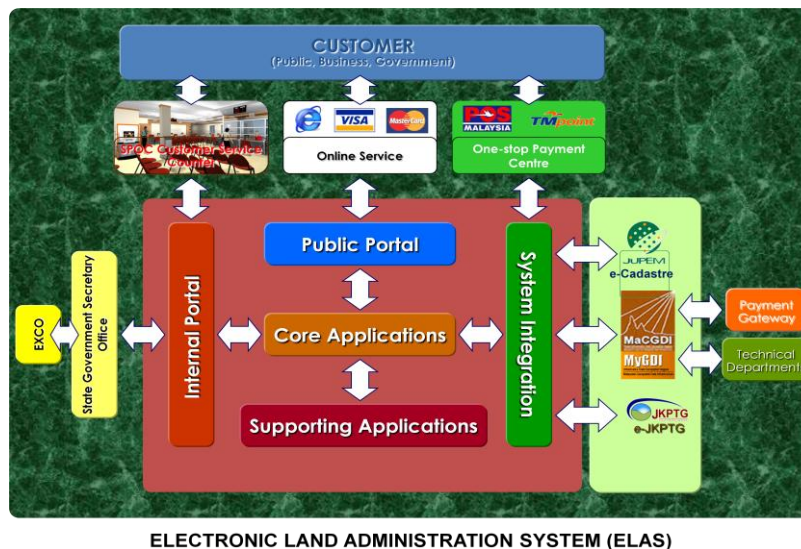 CUSTOMER
(Public, Business, Government)
SPOC Customer Service
Counter
VISA
MasterCard
Online Service
POS
MALAYSIA
TMpoint
One-stop Payment
Centre
Internal Portal
Public Portal
Core Applications
Supporting Applications
System Integration
EXCO
State Government Secretary
Office
JUPEM
e-Cadastre
MaCGDI
MyGDI
JKPTG
e-JKPTG
Payment
Gateway
Technical
Department
ELECTRONIC LAND ADMINISTRATION SYSTEM (ELAS)